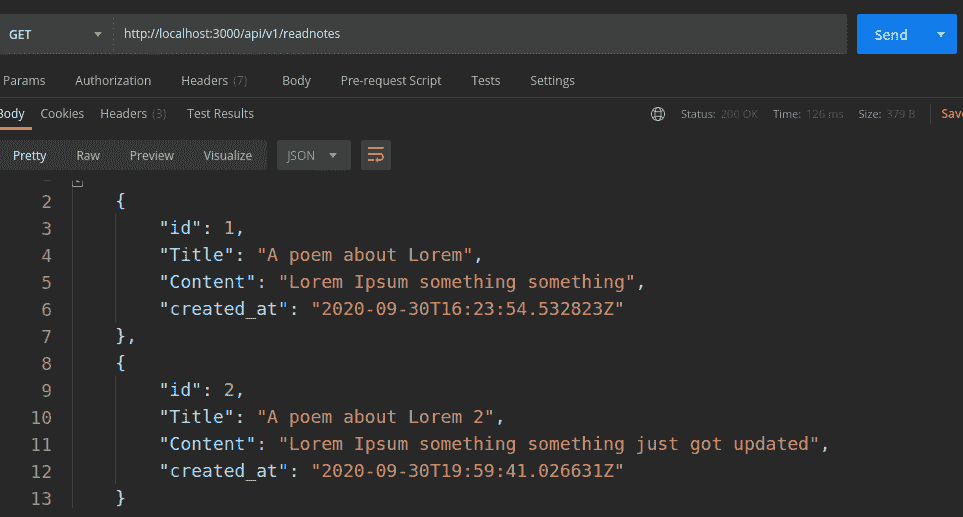 GET http://localhost:3000/api/v1/readnotes Send
Params Authorization Headers (7) Body Pre-request Script Tests Settings
Body Cookies Headers (3) Test Results Status: 200 OK Time: 126 ms Size: 379 B Save
Pretty Raw Preview Visualize JSON
2 {
3 "id": 1,
4 "Title": "A poem about Lorem",
5 "Content": "Lorem Ipsum something something",
6 "created_at": "2020-09-30T16:23:54.532823Z"
7 },
8 {
9 "id": 2,
10 "Title": "A poem about Lorem 2",
11 "Content": "Lorem Ipsum something something just got updated",
12 "created_at": "2020-09-30T19:59:41.026631Z"
13 }